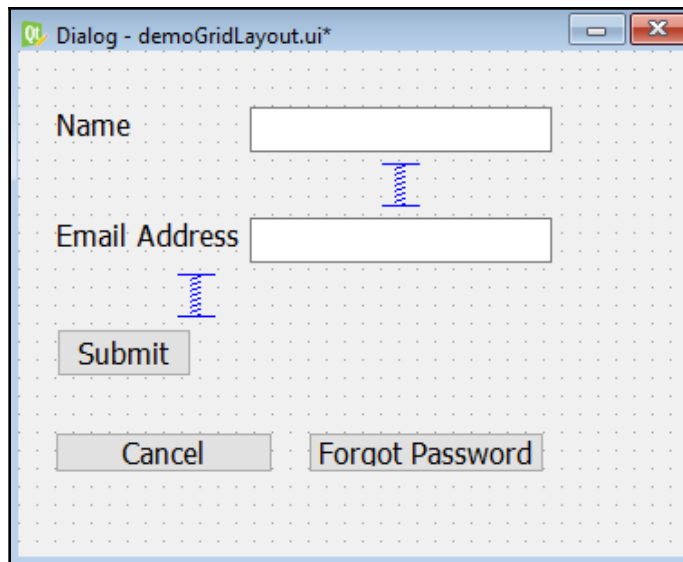 Dialog - demoGridLayout.ui*
Name
Email Address
Submit
Cancel Forgot Password